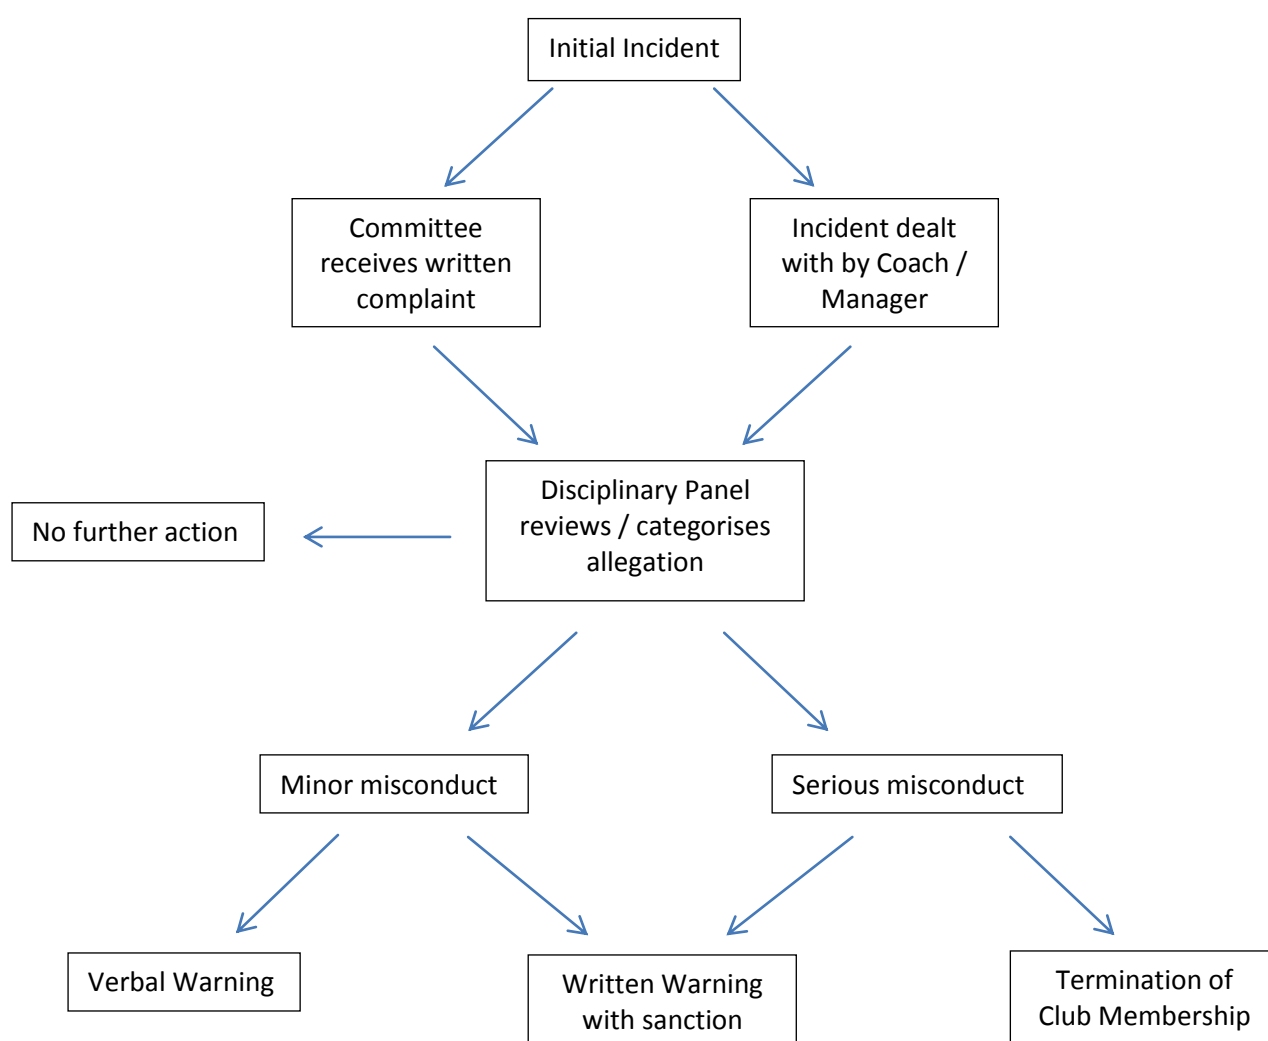 Initial Incident
Committee
receives written
complaint
Incident dealt
with by Coach /
Manager
Disciplinary Panel
reviews / categorises
allegation
No further action
Minor misconduct
Serious misconduct
Verbal Warning
Written Warning
with sanction
Termination of
Club Membership